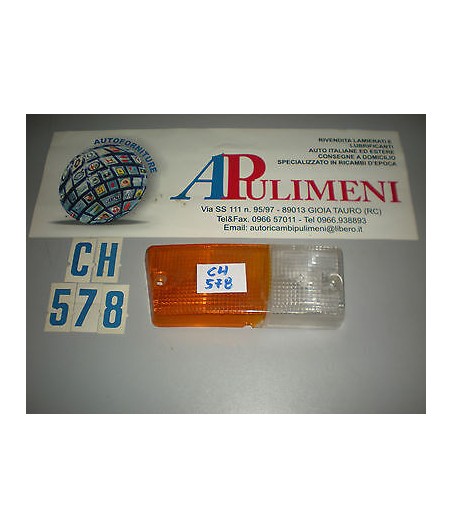 AUTOFORNITURE
RIVENDITA LAMIERATI E
LUBRIFICANTI
AUTO ITALIANE ED ESTERE
CONSEGNE A DOMICILIO
SPECIALIZZATO IN RICAMBI D'EPOCA
APULIMENI
Via SS 111 n. 95/97 - 89013 GIOIA TAURO (RC)
Tel&Fax. 0966 57011 - Tel 0966.938893
Email: autoricambipulimeni@libero.it
CH
578
CH
578